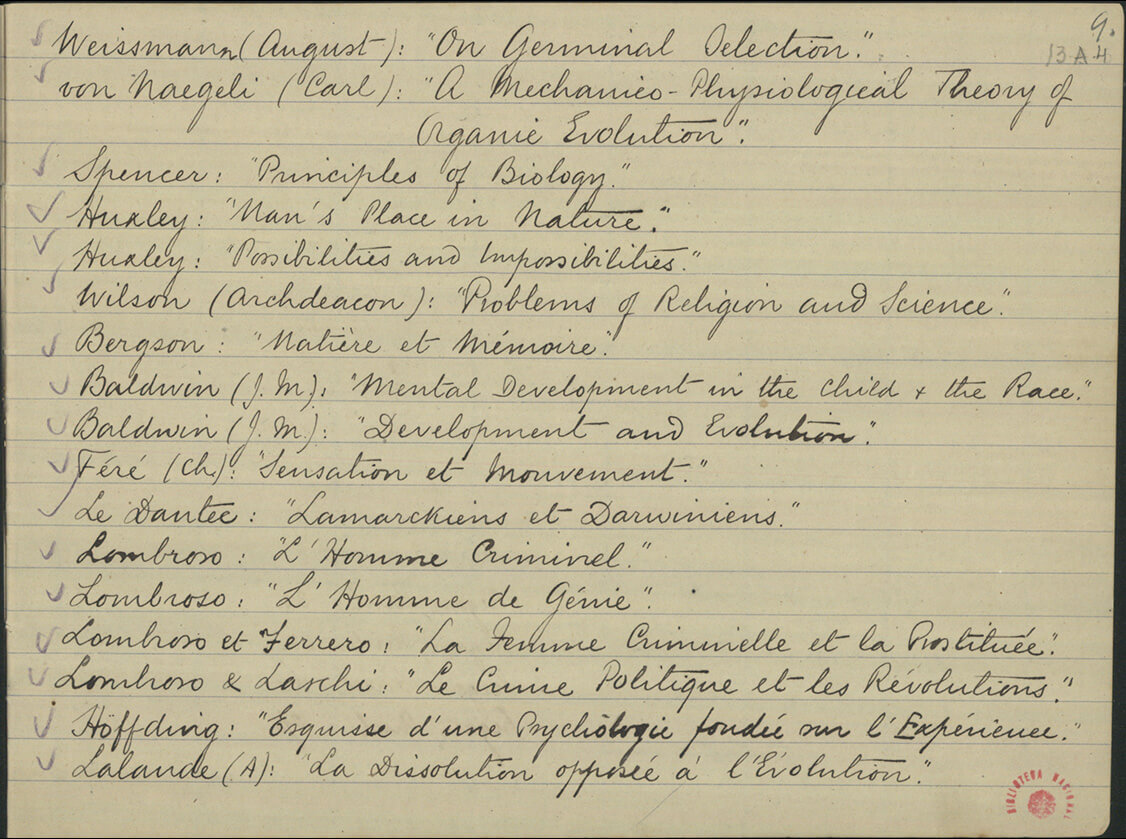 9.
13 A 4
Weissmann (August): "On Germinal Selection."
von Naegeli (Carl): "A Mechanico-Physiological Theory of
Organic Evolution".
Spencer: "Principles of Biology."
Huxley: "Man's Place in Nature."
Huxley: "Possibilities and Impossibilities."
Wilson (Archdeacon): "Problems of Religion and Science."
Bergson: "Matière et Mémoire".
Baldwin (J. M.): "Mental Development in the Child + the Race."
Baldwin (J. M.): "Development and Evolution".
Féré (Ch.): "Sensation et Mouvement."
Le Dantec: "Lamarckiens et Darwiniens."
Lombroso: "L'Homme Criminel."
Lombroso: "L'Homme de Génie".
Lombroso et Ferrero: "La Femme Criminelle et la Prostituée".
Lombroso & Laschi: "Le Crime Politique et les Révolutions."
Höffding: "Esquisse d'une Psychologie fondée sur l'Expérience."
Lalande (A): "La Dissolution opposée à l'Évolution".
BIBLIOTECA NACIONAL